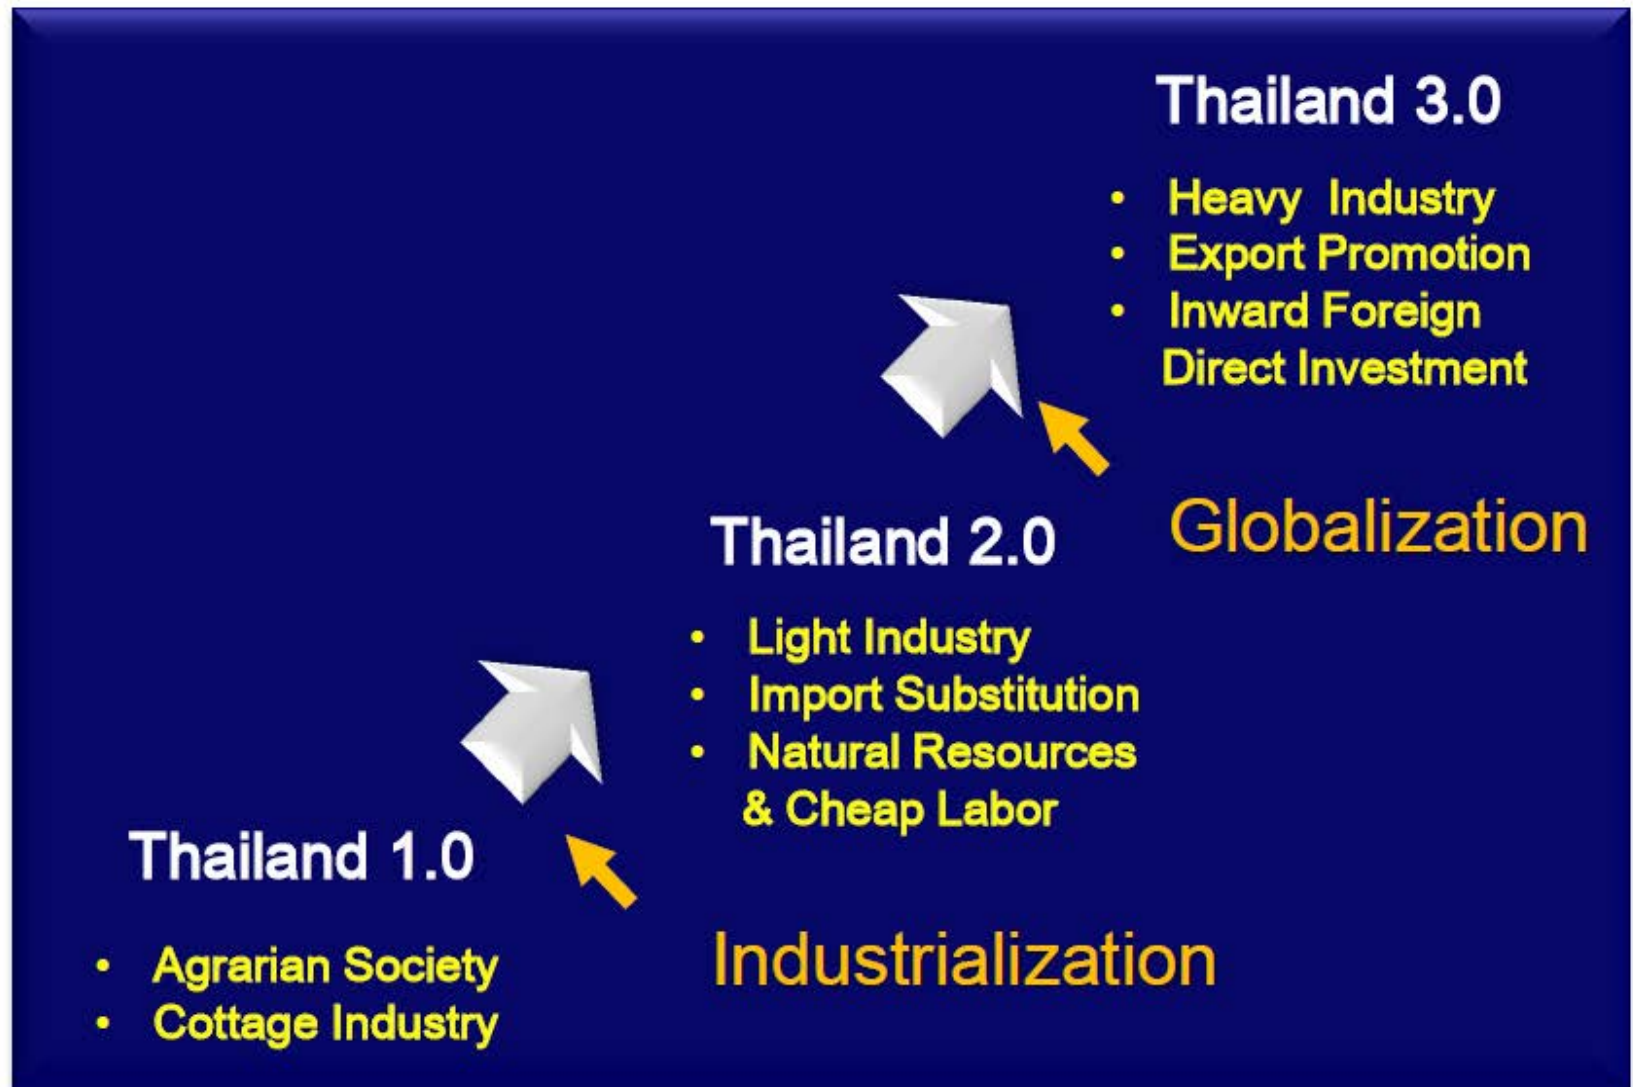 Thailand 3.0
• Heavy Industry
• Export Promotion
• Inward Foreign
Direct Investment
Globalization
Thailand 2.0
• Light Industry
• Import Substitution
• Natural Resources
& Cheap Labor
Industrialization
Thailand 1.0
• Agrarian Society
• Cottage Industry